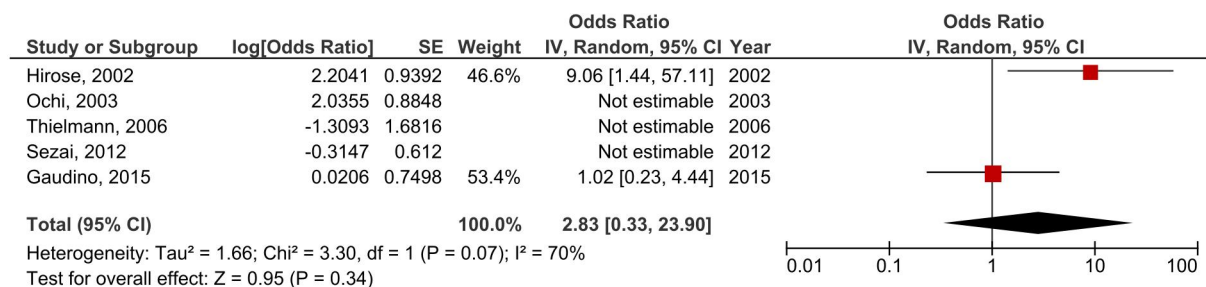 Odds Ratio Odds Ratio
Study or Subgroup log[Odds Ratio] SE Weight IV, Random, 95% CI Year IV, Random, 95% CI
Hirose, 2002 2.2041 0.9392 46.6% 9.06 [1.44, 57.11] 2002
Ochi, 2003 2.0355 0.8848 Not estimable 2003
Thielmann, 2006 -1.3093 1.6816 Not estimable 2006
Sezai, 2012 -0.3147 0.612 Not estimable 2012
Gaudino, 2015 0.0206 0.7498 53.4% 1.02 [0.23, 4.44] 2015
Total (95% CI) 100.0% 2.83 [0.33, 23.90]
Heterogeneity: Tau² = 1.66; Chi² = 3.30, df = 1 (P = 0.07); I² = 70%
Test for overall effect: Z = 0.95 (P = 0.34)
0.01 0.1 1 10 100